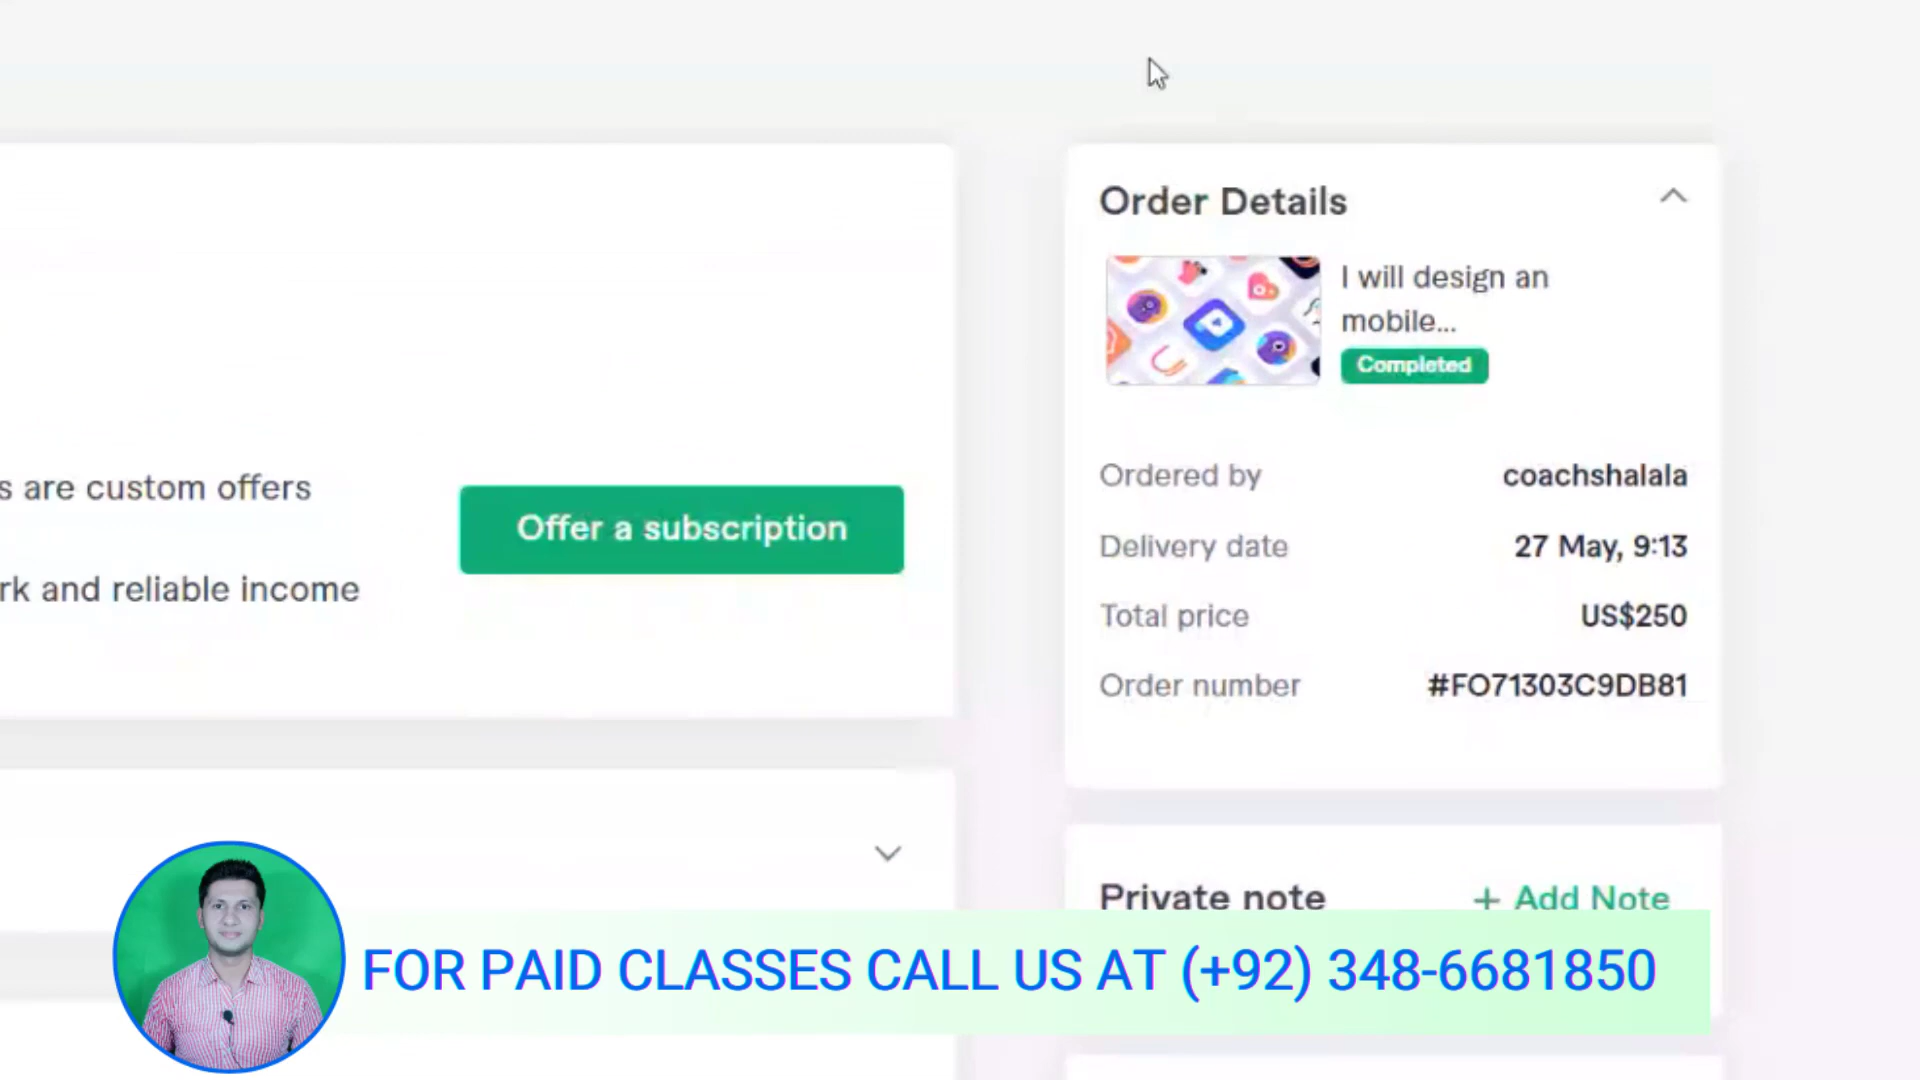 s are custom offers
rk and reliable income
Offer a subscription
Order Details
I will design an
mobile...
Completed
Ordered by coachshalala
Delivery date 27 May, 9:13
Total price US$250
Order number #FO71303C9DB81
Private note + Add Note
FOR PAID CLASSES CALL US AT (+92) 348-6681850